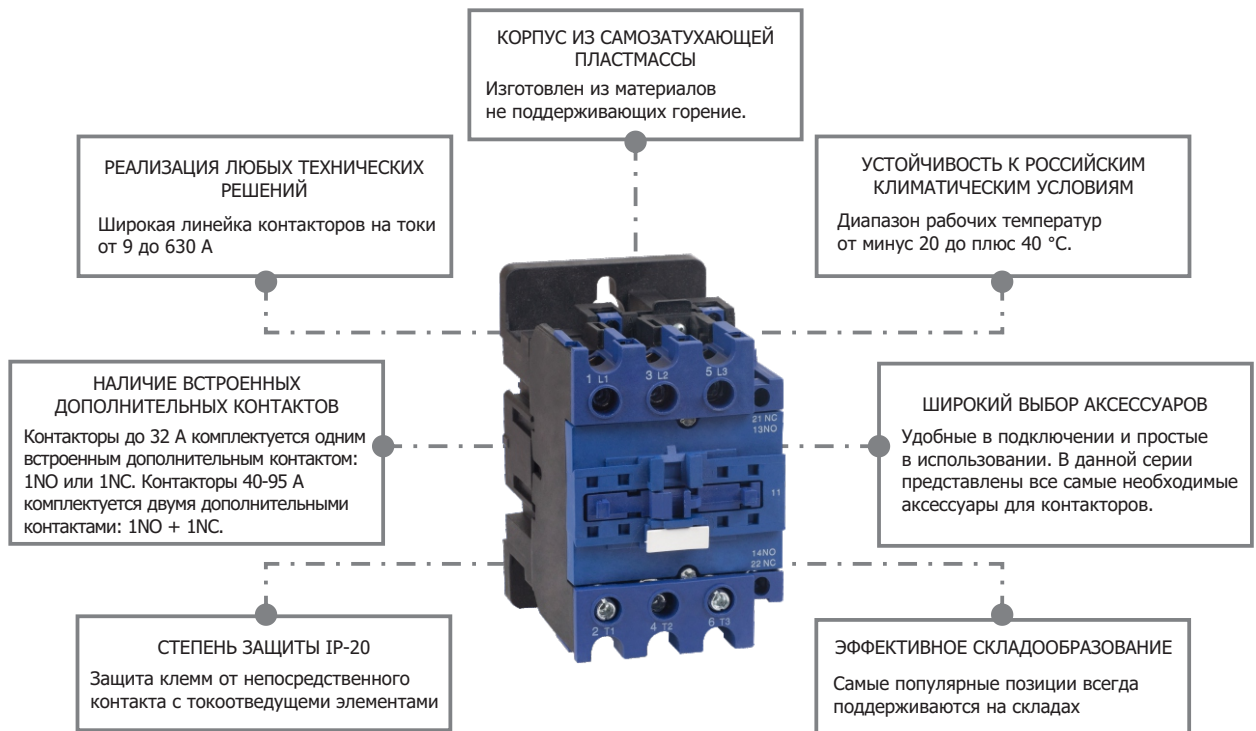 КОРПУС ИЗ САМОЗАТУХАЮЩЕЙ
ПЛАСТМАССЫ
Изготовлен из материалов
не поддерживающих горение.
РЕАЛИЗАЦИЯ ЛЮБЫХ ТЕХНИЧЕСКИХ
РЕШЕНИЙ
Широкая линейка контакторов на токи
от 9 до 630 А
УСТОЙЧИВОСТЬ К РОССИЙСКИМ
КЛИМАТИЧЕСКИМ УСЛОВИЯМ
Диапазон рабочих температур
от минус 20 до плюс 40 °С.
НАЛИЧИЕ ВСТРОЕННЫХ
ДОПОЛНИТЕЛЬНЫХ КОНТАКТОВ
Контакторы до 32 А комплектуется одним
встроенным дополнительным контактом:
1NO или 1NC. Контакторы 40-95 А
комплектуется двумя дополнительными
контактами: 1NO + 1NC.
1 L1 3 L2 5 L3
21 NC
13NO
11
14NO
22 NC
2 T1 4 T2 6 T3
ШИРОКИЙ ВЫБОР АКСЕССУАРОВ
Удобные в подключении и простые
в использовании. В данной серии
представлены все самые необходимые
аксессуары для контакторов.
СТЕПЕНЬ ЗАЩИТЫ IP-20
Защита клемм от непосредственного
контакта с токоотведущими элементами
ЭФФЕКТИВНОЕ СКЛАДООБРАЗОВАНИЕ
Самые популярные позиции всегда
поддерживаются на складах